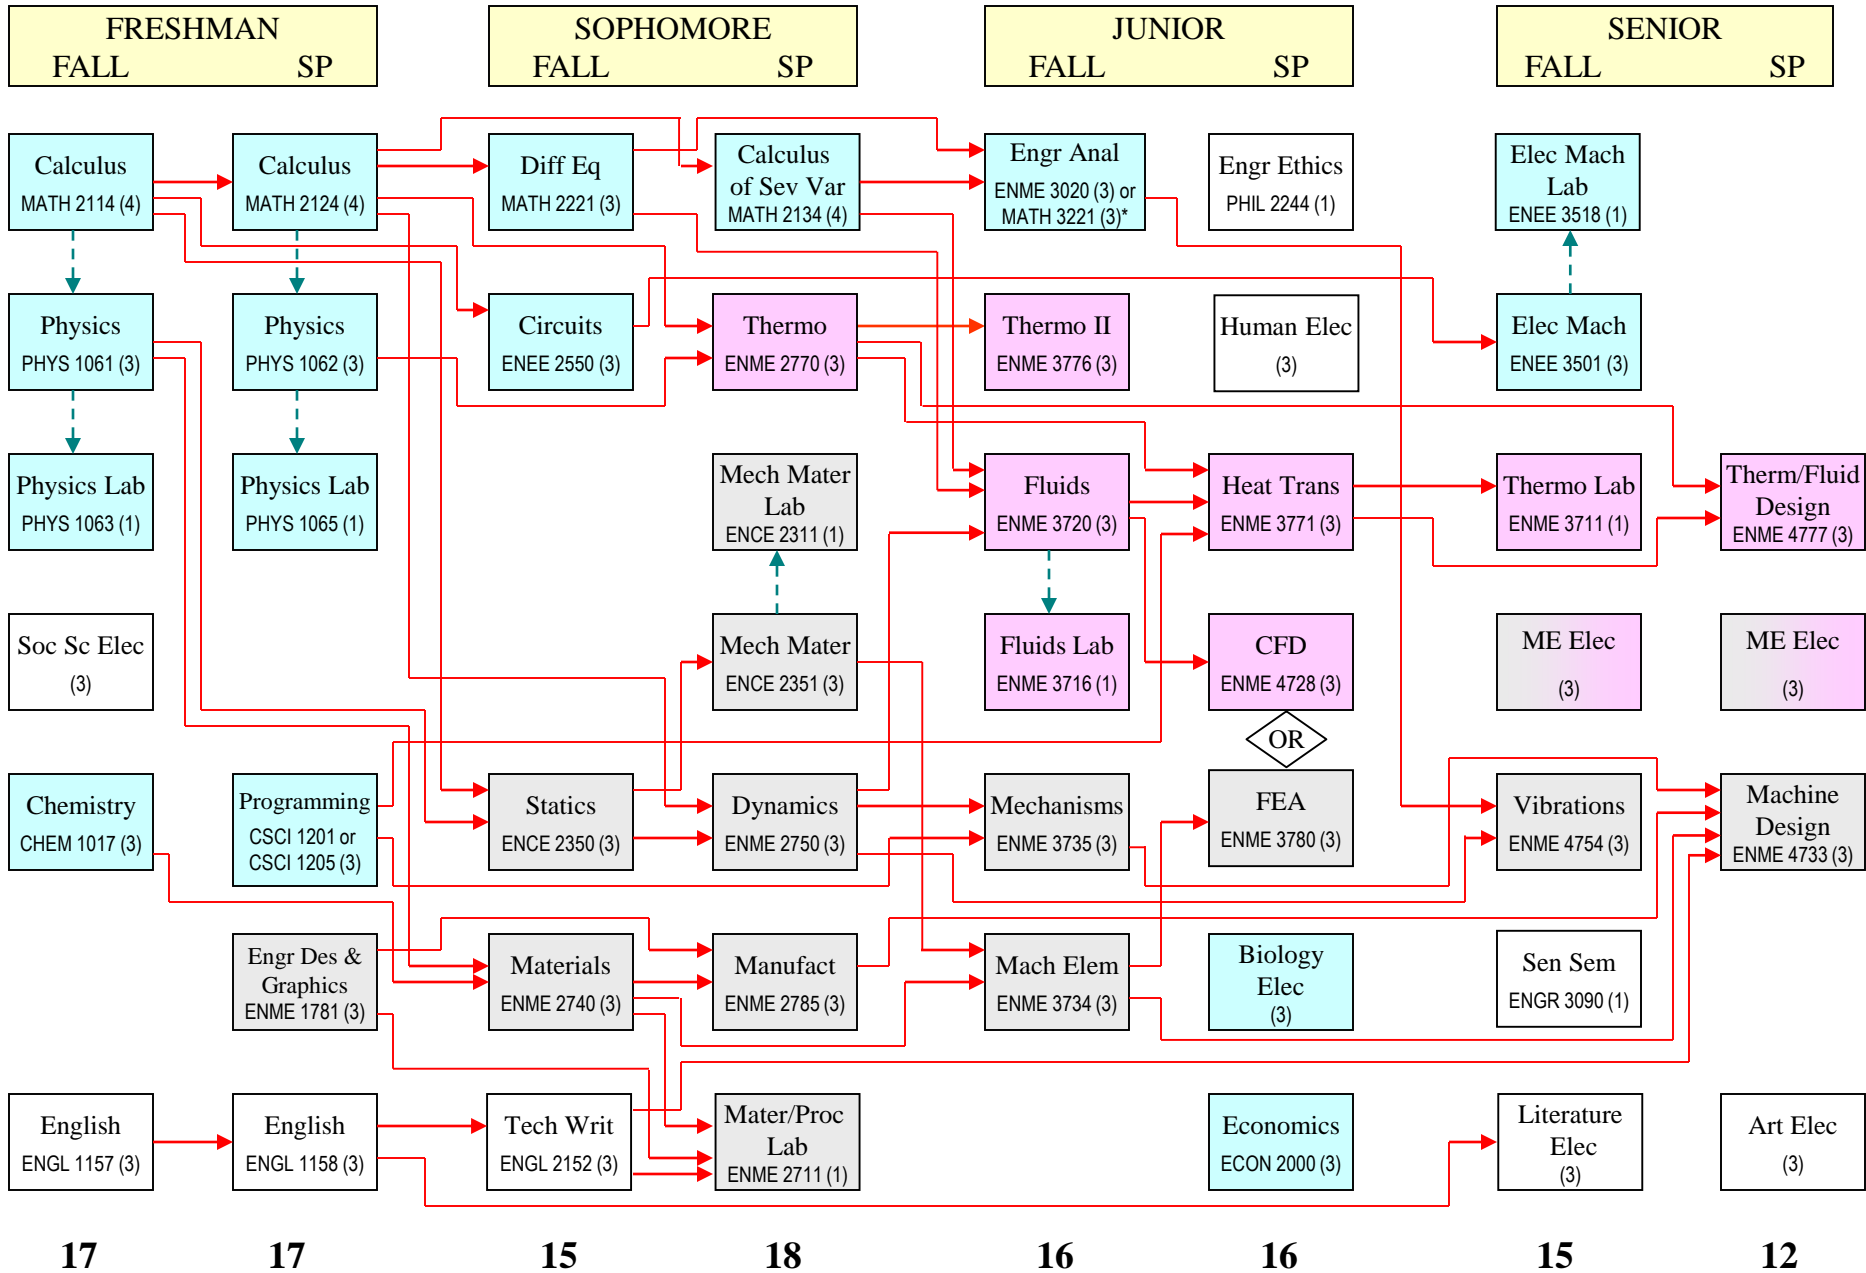 FRESHMAN
FALL SP
SOPHOMORE
FALL SP
JUNIOR
FALL SP
SENIOR
FALL SP
Calculus
MATH 2114 (4)
Calculus
MATH 2124 (4)
Diff Eq
MATH 2221 (3)
Calculus
of Sev Var
MATH 2134 (4)
Engr Anal
ENME 3020 (3) or
MATH 3221 (3)*
Engr Ethics
PHIL 2244 (1)
Elec Mach
Lab
ENEE 3518 (1)
Physics
PHYS 1061 (3)
Physics
PHYS 1062 (3)
Circuits
ENEE 2550 (3)
Thermo
ENME 2770 (3)
Thermo II
ENME 3776 (3)
Human Elec
(3)
Elec Mach
ENEE 3501 (3)
Physics Lab
PHYS 1063 (1)
Physics Lab
PHYS 1065 (1)
Mech Mater
Lab
ENCE 2311 (1)
Fluids
ENME 3720 (3)
Heat Trans
ENME 3771 (3)
Thermo Lab
ENME 3711 (1)
Therm/Fluid
Design
ENME 4777 (3)
Soc Sc Elec
(3)
Mech Mater
ENCE 2351 (3)
Fluids Lab
ENME 3716 (1)
CFD
ENME 4728 (3)
ME Elec
(3)
ME Elec
(3)
OR
Chemistry
CHEM 1017 (3)
Programming
CSCI 1201 or
CSCI 1205 (3)
Statics
ENCE 2350 (3)
Dynamics
ENME 2750 (3)
Mechanisms
ENME 3735 (3)
FEA
ENME 3780 (3)
Vibrations
ENME 4754 (3)
Machine
Design
ENME 4733 (3)
Engr Des &
Graphics
ENME 1781 (3)
Materials
ENME 2740 (3)
Manufact
ENME 2785 (3)
Mach Elem
ENME 3734 (3)
Biology
Elec
(3)
Sen Sem
ENGR 3090 (1)
English
ENGL 1157 (3)
English
ENGL 1158 (3)
Tech Writ
ENGL 2152 (3)
Mater/Proc
Lab
ENME 2711 (1)
Economics
ECON 2000 (3)
Literature
Elec
(3)
Art Elec
(3)
17 17 15 18 16 16 15 12